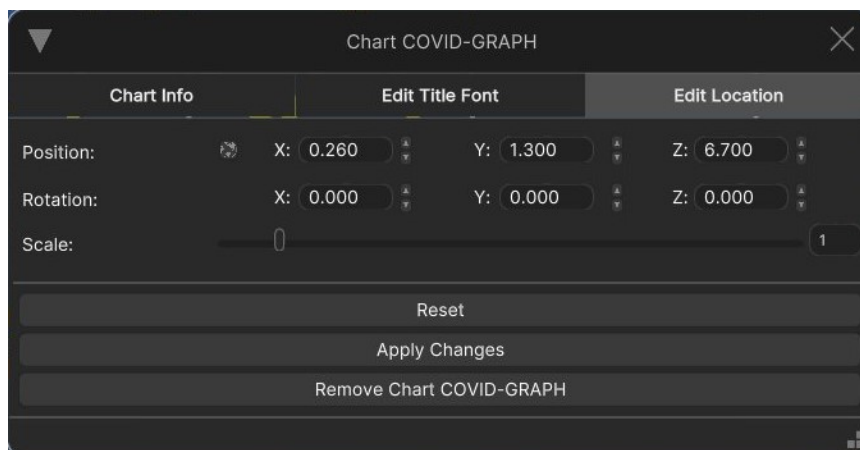 Chart COVID-GRAPH
Chart Info Edit Title Font Edit Location
Position: X: 0.260 Y: 1.300 Z: 6.700
Rotation: X: 0.000 Y: 0.000 Z: 0.000
Scale: 1
Reset
Apply Changes
Remove Chart COVID-GRAPH